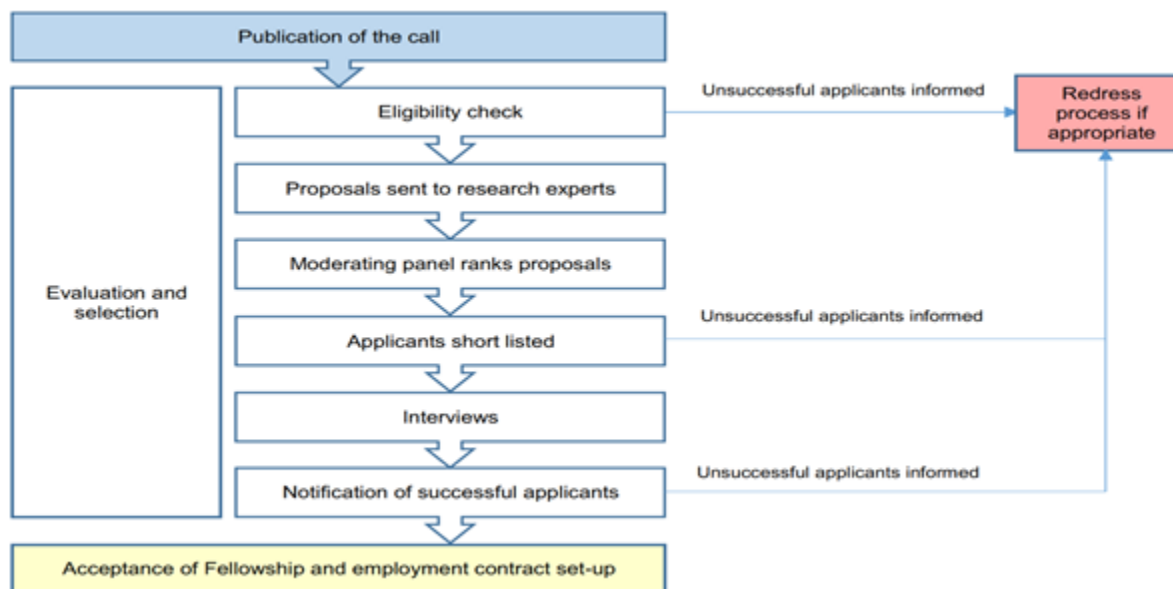 Publication of the call
Eligibility check
Unsuccessful applicants informed
Redress
process if
appropriate
Proposals sent to research experts
Moderating panel ranks proposals
Evaluation and
selection
Applicants short listed
Unsuccessful applicants informed
Interviews
Notification of successful applicants
Unsuccessful applicants informed
Acceptance of Fellowship and employment contract set-up